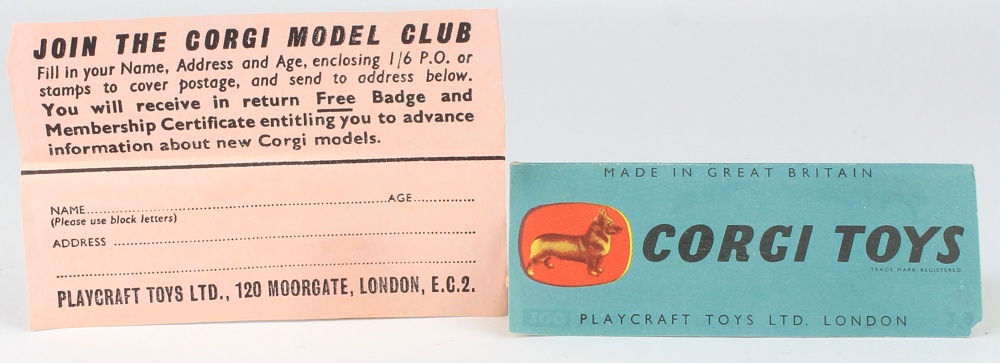 JOIN THE CORGI MODEL CLUB
Fill in your Name, Address and Age, enclosing 1/6 P.O. or
stamps to cover postage, and send to address below.
You will receive in return Free Badge and
Membership Certificate entitling you to advance
information about new Corgi models.
NAME.......................................................AGE...............
(Please use block letters)
ADDRESS ...............................................................
...............................................................
PLAYCRAFT TOYS LTD., 120 MOORGATE, LONDON, E.C.2.
MADE IN GREAT BRITAIN
CORGI TOYS
TRADE MARK REGISTERED
PLAYCRAFT TOYS LTD. LONDON